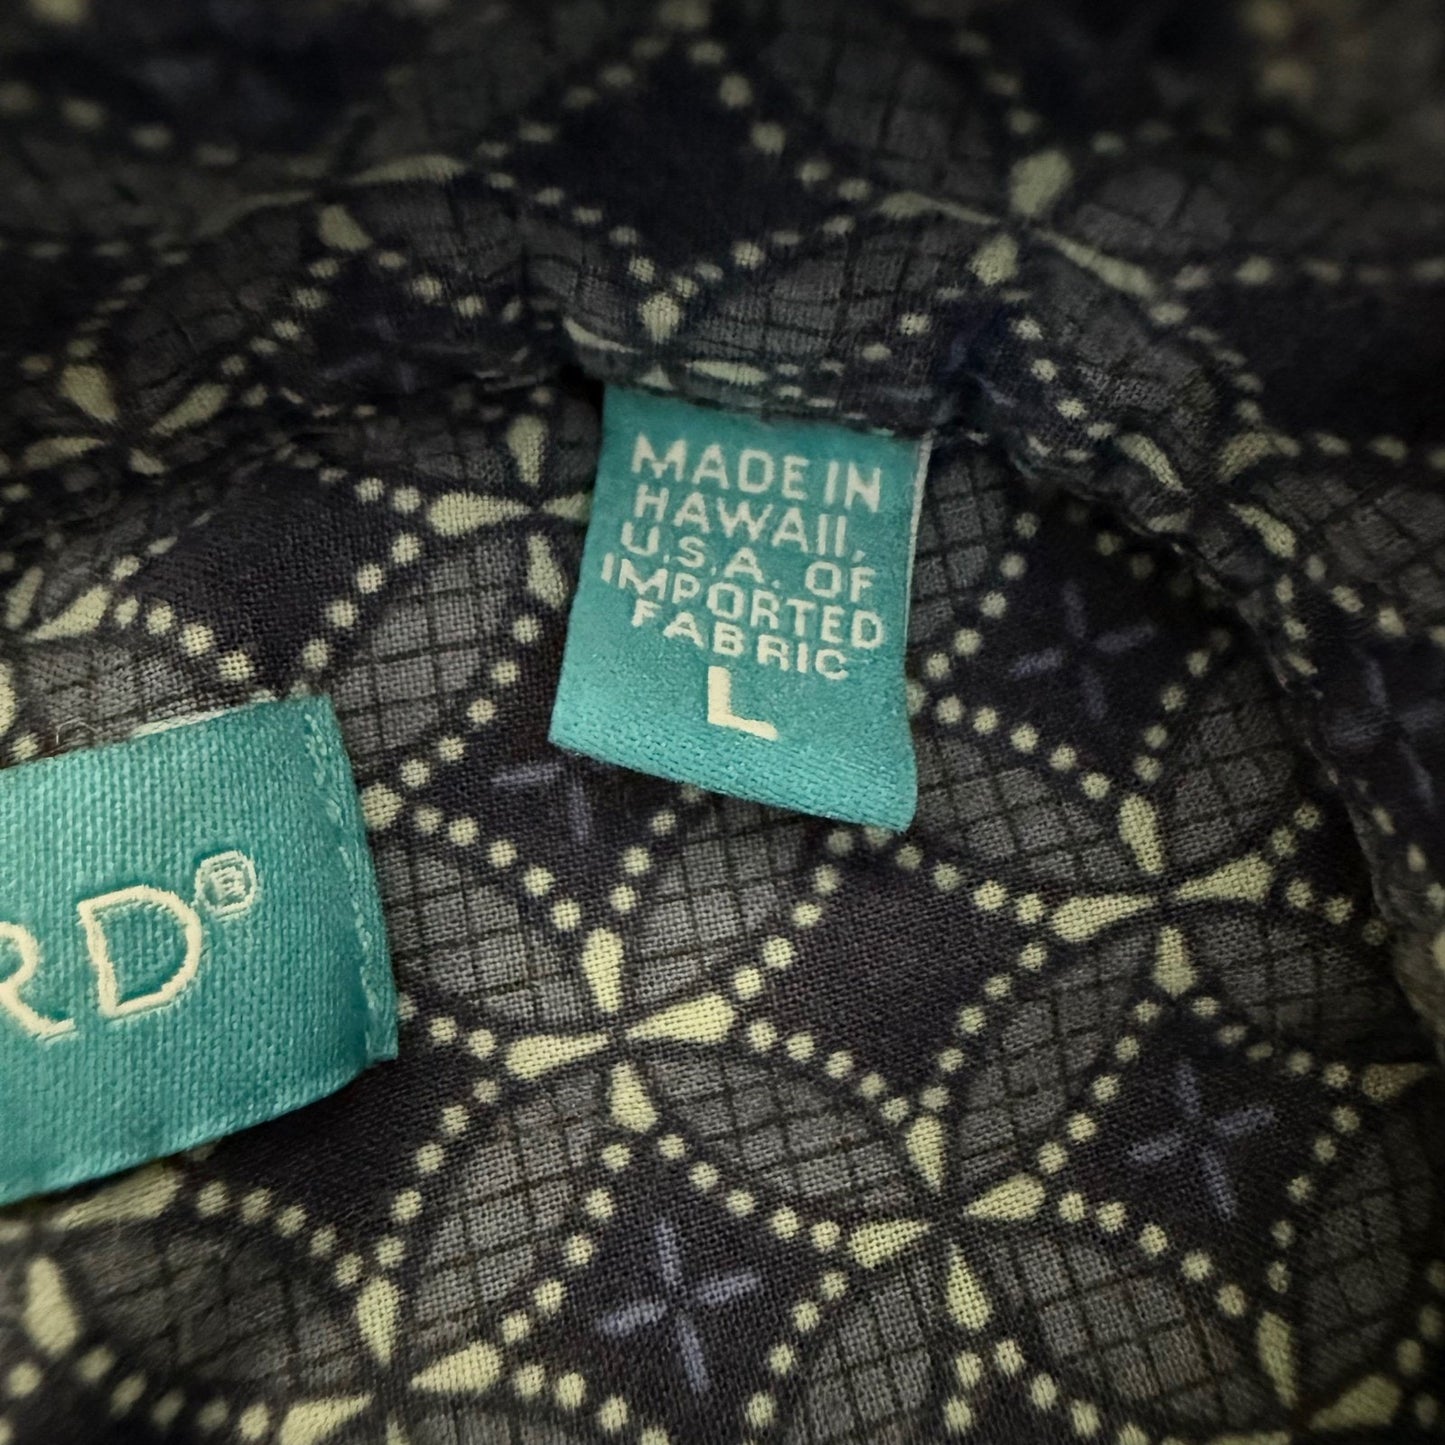 MADE IN
HAWAII,
U.S.A. OF
IMPORTED
FABRIC
L
RD®